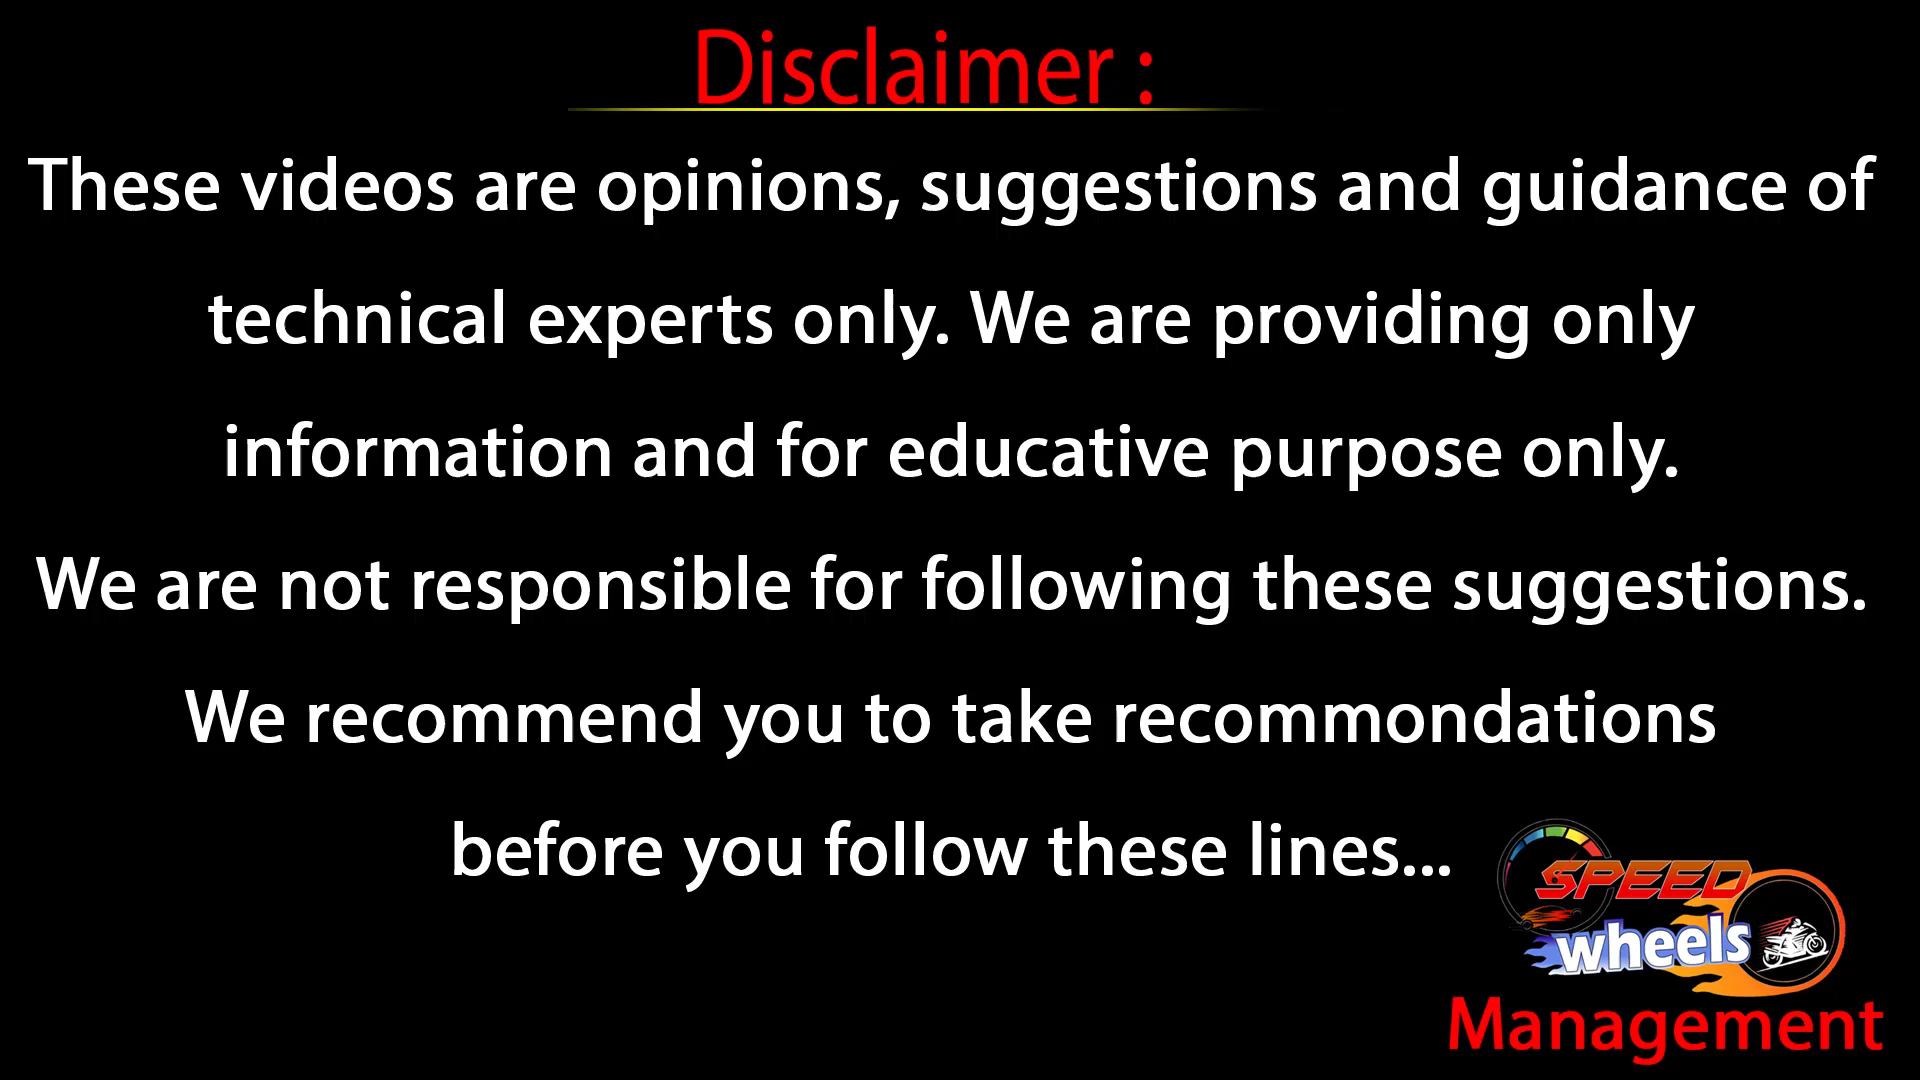 Disclaimer :
These videos are opinions, suggestions and guidance of
technical experts only. We are providing only
information and for educative purpose only.
We are not responsible for following these suggestions.
We recommend you to take recommondations
before you follow these lines...
SPEED
wheels
Management